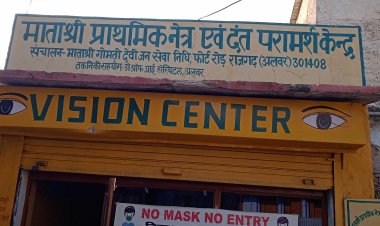 माताश्री प्राथमिक नेत्र एवं दंत परामर्श केन्द्र
संचालन-माताश्री गोमती देवी जन सेवा निधि, फोर्ट रोड़ राजगढ़ (अलवर) 301408
तकनिकी सहयोग-डॉ श्रॉफ आई हॉस्पिटल, अलवर
VISION CENTER
NO MASK NO ENTRY